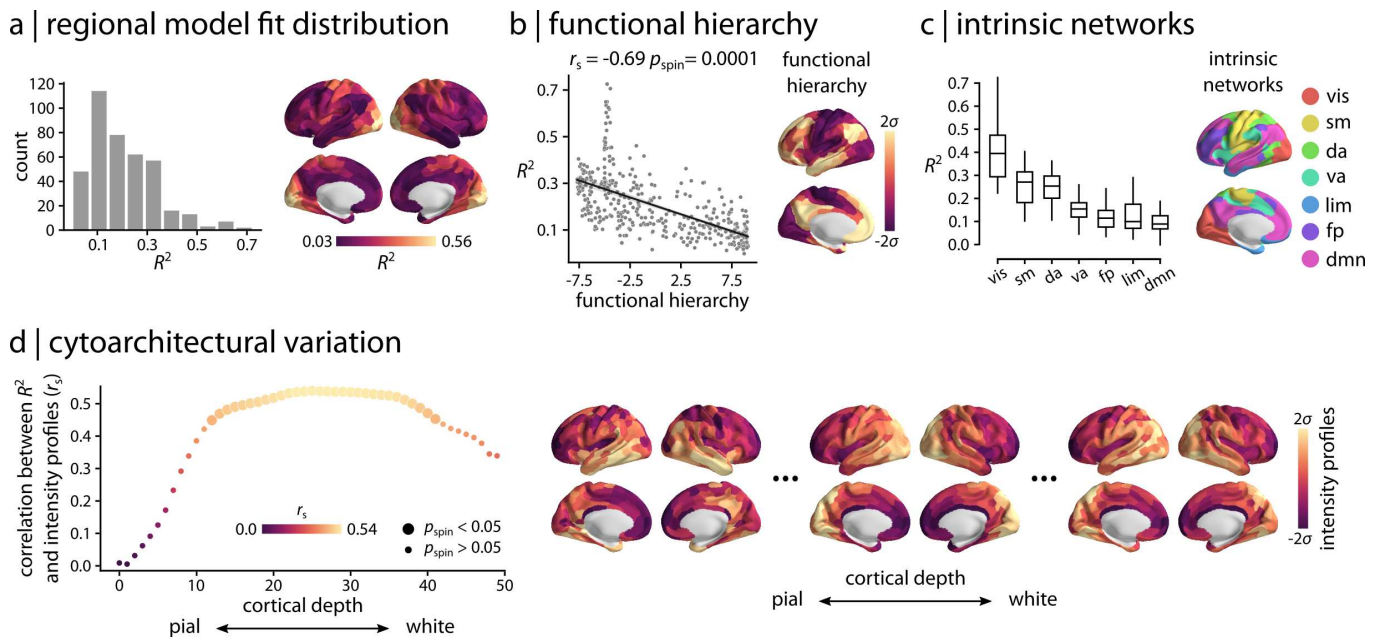 a | regional model fit distribution
120
100
80
60
40
20
0
count
0.1 0.3 0.5 0.7
R²
0.03 0.56
R²
b | functional hierarchy
rs = -0.69 pspin= 0.0001
0.7
0.5
0.3
0.1
R²
-7.5 -2.5 2.5 7.5
functional hierarchy
functional
hierarchy
2σ
-2σ
c | intrinsic networks
0.7
0.6
0.5
0.4
0.3
0.2
0.1
0.0
R²
vis sm da va fp lim dmn
intrinsic
networks
vis
sm
da
va
lim
fp
dmn
d | cytoarchitectural variation
correlation between R²
and intensity profiles (rs)
0.5
0.4
0.3
0.2
0.1
0.0
rs
0.0 0.54
pspin < 0.05
pspin > 0.05
0 10 20 30 40 50
cortical depth
pial white
... ...
cortical depth
pial white
2σ
-2σ
intensity profiles